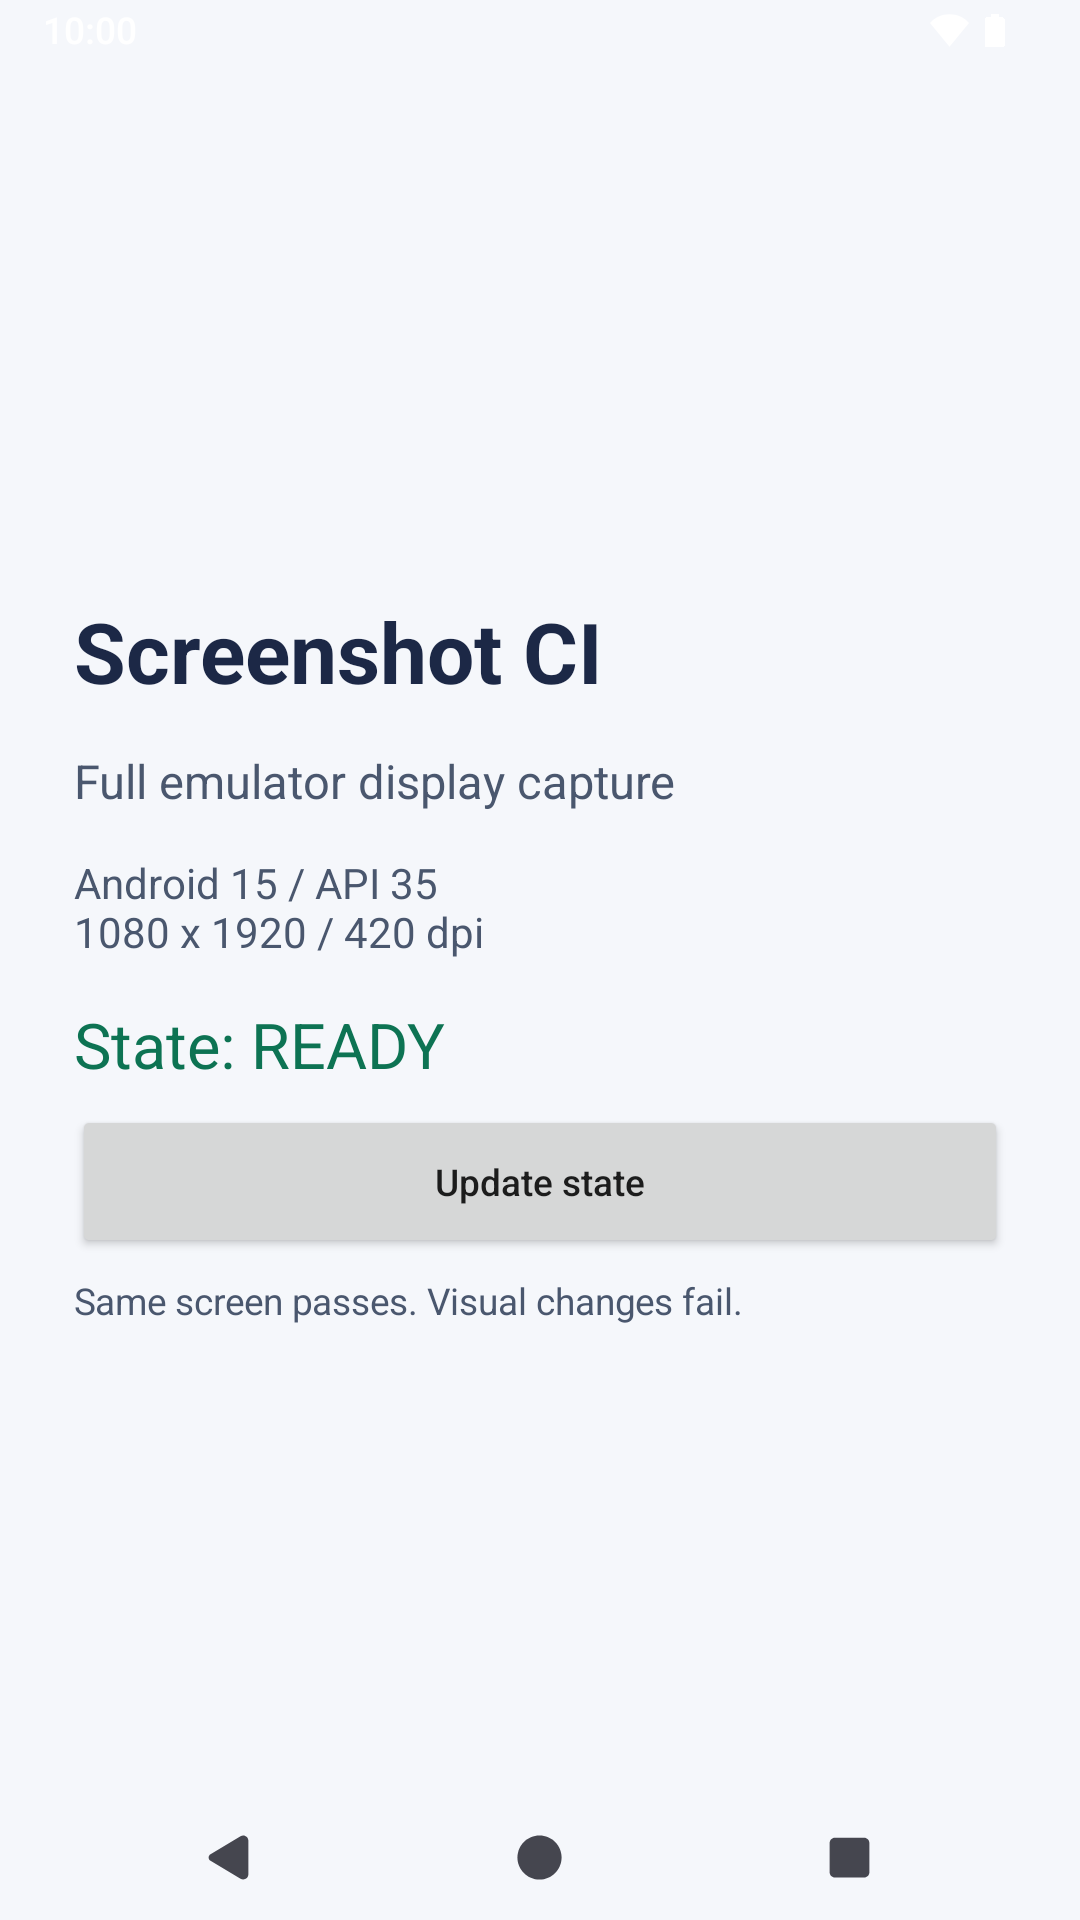 10:00
Screenshot CI
Full emulator display capture
Android 15 / API 35
1080 x 1920 / 420 dpi
State: READY
Update state
Same screen passes. Visual changes fail.